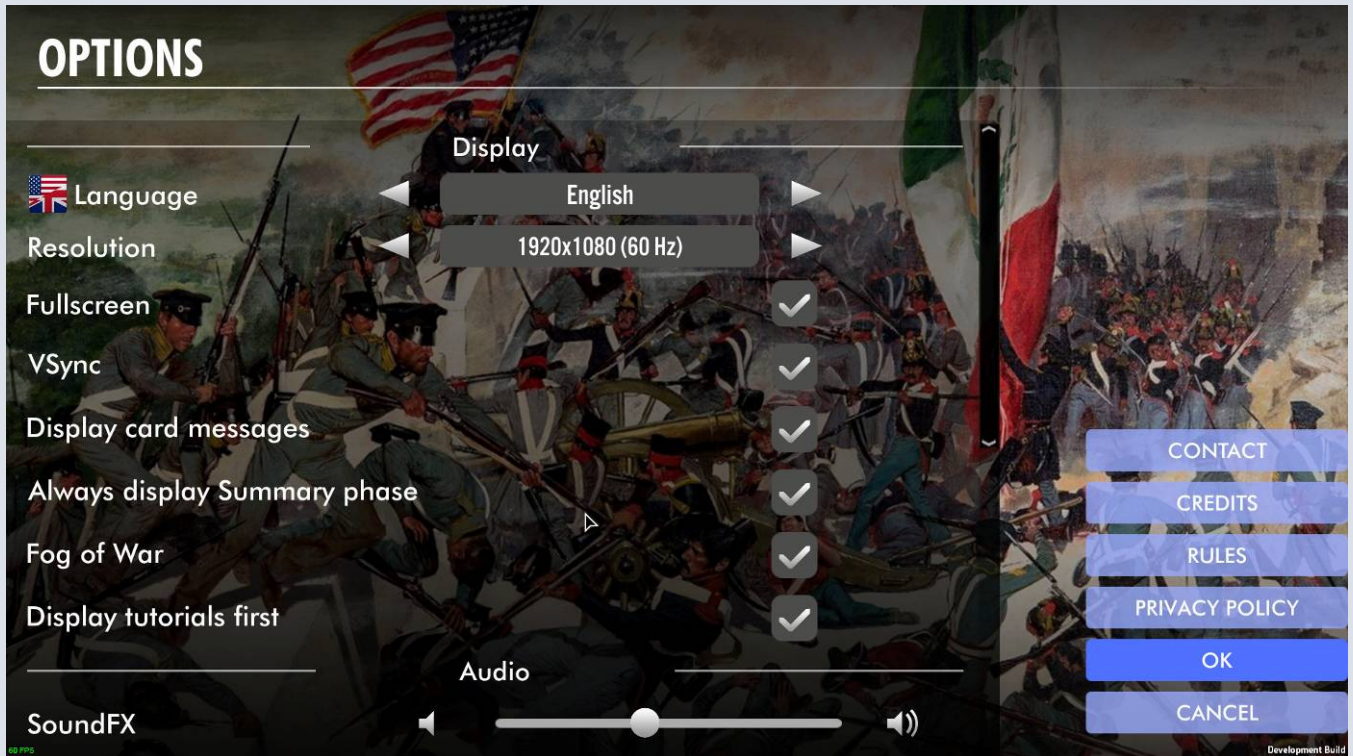 OPTIONS
Display
Language
English
Resolution
1920x1080 (60 Hz)
Fullscreen
VSync
Display card messages
Always display Summary phase
Fog of War
Display tutorials first
Audio
SoundFX
CONTACT
CREDITS
RULES
PRIVACY POLICY
OK
CANCEL
60 FPS
Development Build